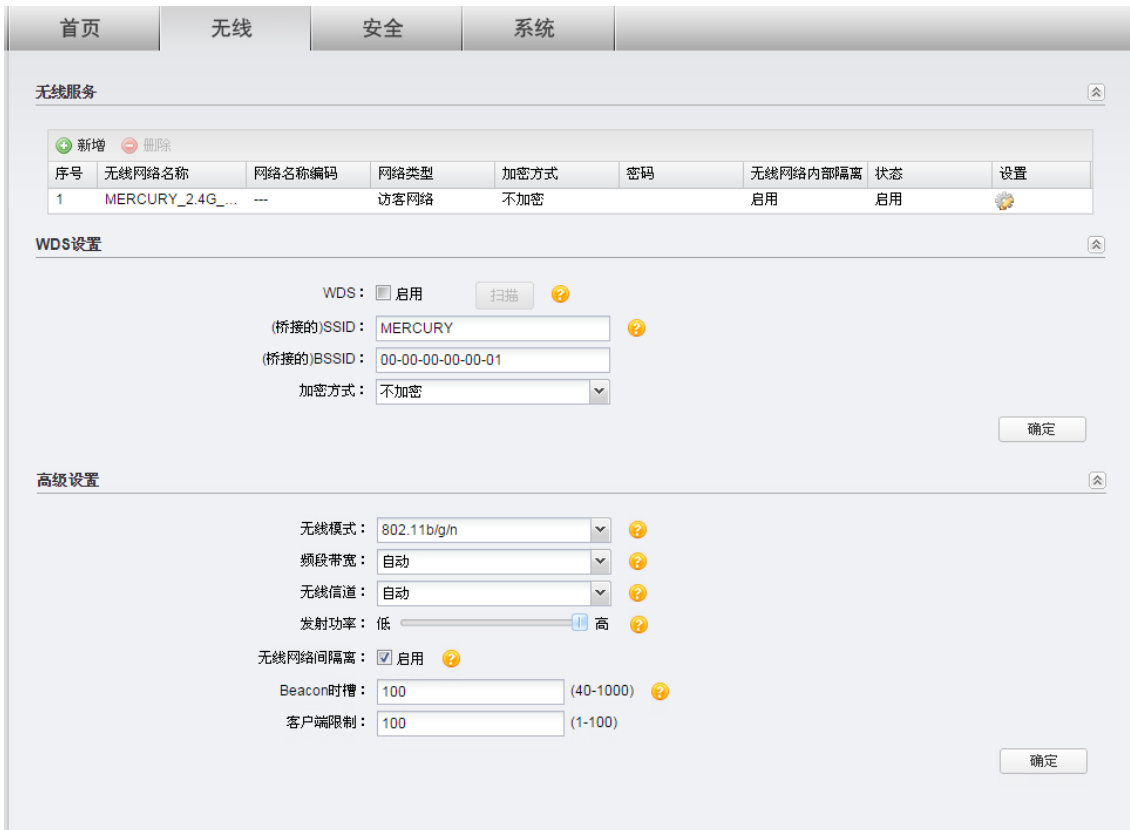 首页 无线 安全 系统
无线服务
新增 删除
序号 无线网络名称 网络名称编码 网络类型 加密方式 密码 无线网络内部隔离 状态 设置
1 MERCURY_2.4G_... --- 访客网络 不加密 启用 启用
WDS设置
WDS： 启用 扫描
(桥接的)SSID： MERCURY
(桥接的)BSSID： 00-00-00-00-00-01
加密方式： 不加密
确定
高级设置
无线模式： 802.11b/g/n
频段带宽： 自动
无线信道： 自动
发射功率： 低 高
无线网络间隔离： 启用
Beacon时槽： 100 (40-1000)
客户端限制： 100 (1-100)
确定